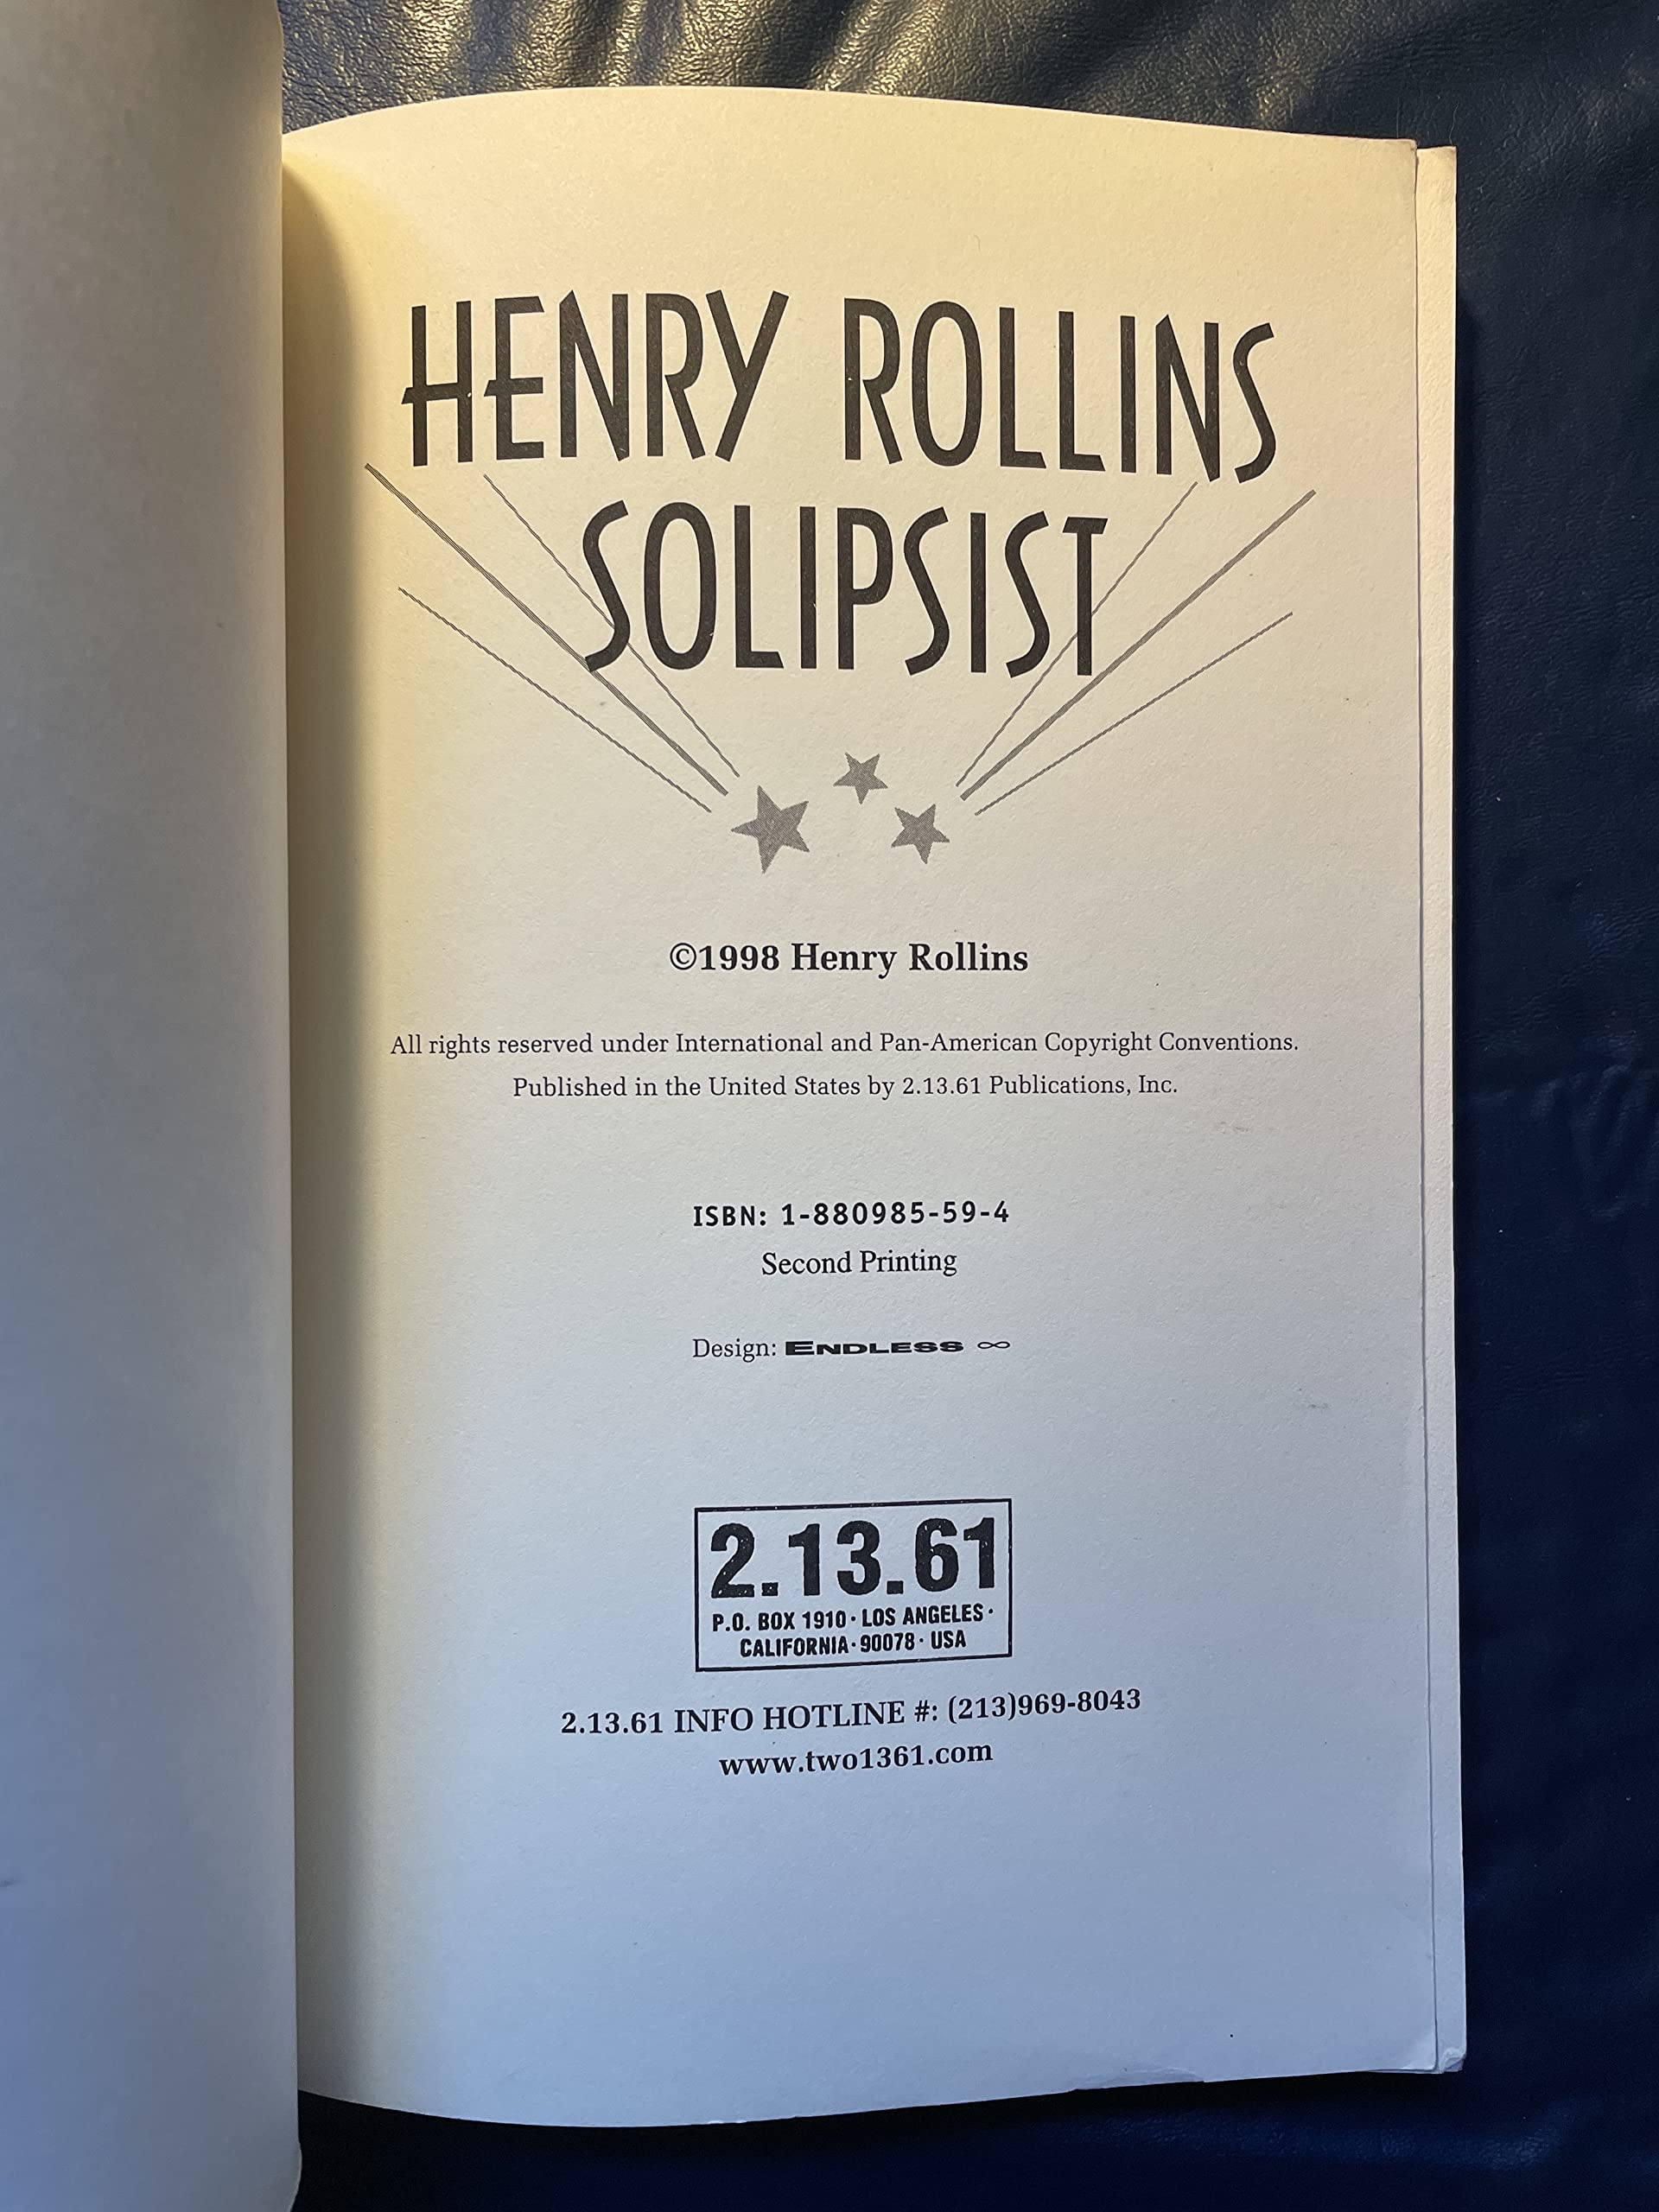 HENRY ROLLINS
SOLIPSIST
©1998 Henry Rollins
All rights reserved under International and Pan-American Copyright Conventions.
Published in the United States by 2.13.61 Publications, Inc.
ISBN: 1-880985-59-4
Second Printing
Design: ENDLESS ∞
2.13.61
P.O. BOX 1910 · LOS ANGELES ·
CALIFORNIA · 90078 · USA
2.13.61 INFO HOTLINE #: (213)969-8043
www.two1361.com